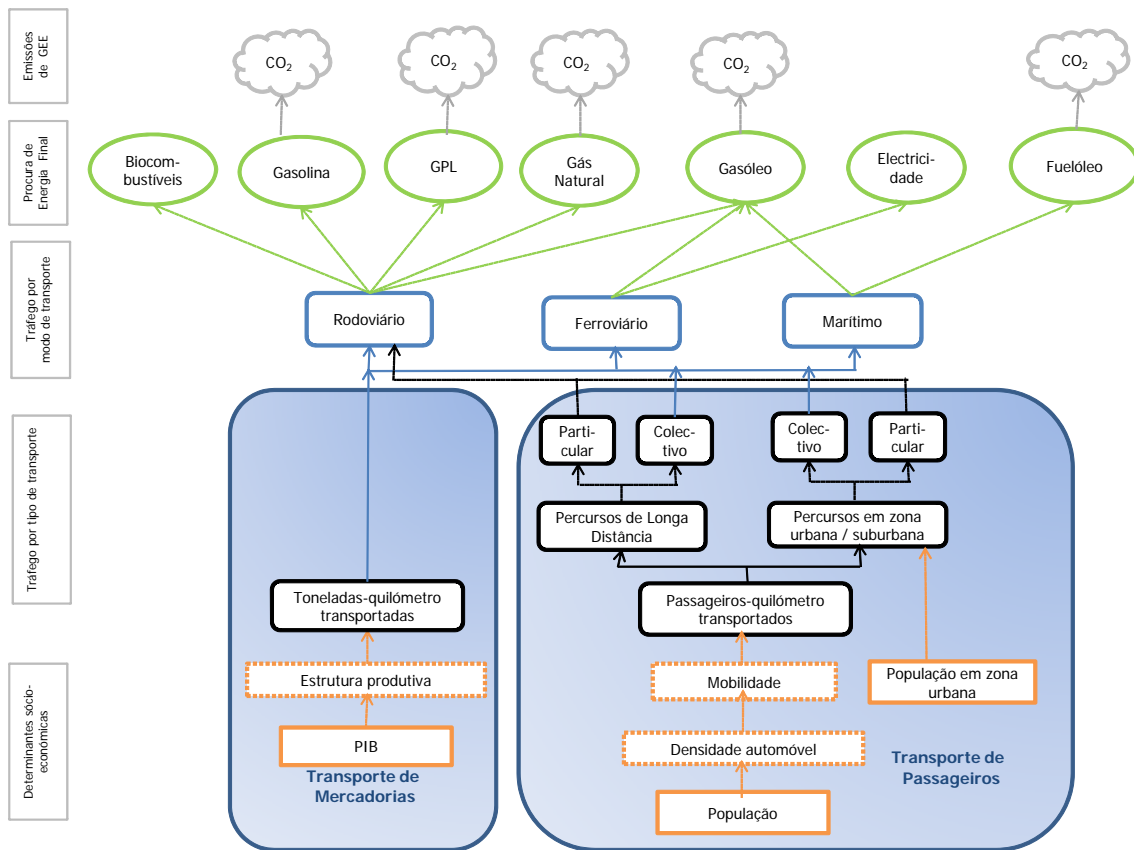 Emissões
de GEE
CO2
CO2
CO2
CO2
CO2
Procura de
Energia Final
Biocom-
bustíveis
Gasolina
GPL
Gás
Natural
Gasóleo
Electrici-
dade
Fuelóleo
Tráfego por
modo de transporte
Rodoviário
Ferroviário
Marítimo
Tráfego por tipo de transporte
Parti-
cular
Colec-
tivo
Colec-
tivo
Parti-
cular
Percursos de Longa
Distância
Percursos em zona
urbana / suburbana
Toneladas-quilómetro
transportadas
Passageiros-quilómetro
transportados
Determinantes sócio-
económicas
Estrutura produtiva
Mobilidade
População em zona
urbana
PIB
Densidade automóvel
Transporte de
Mercadorias
Transporte de
Passageiros
População